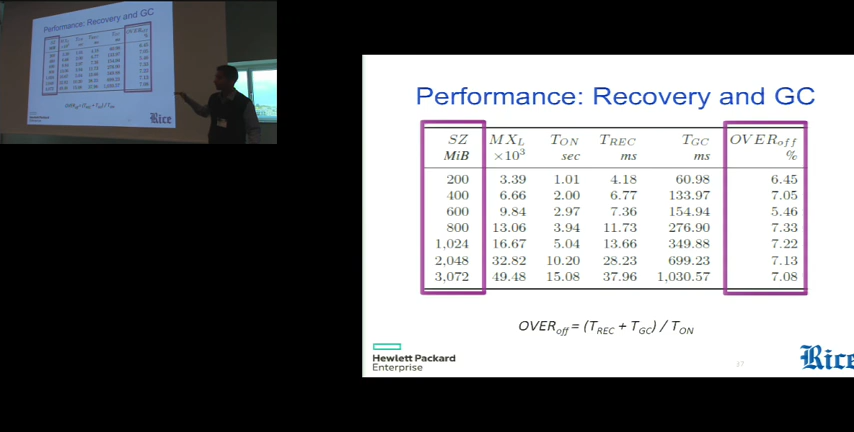 Performance: Recovery and GC
SZ MX_L T_ON T_REC T_GC OVER_off
MiB ×10³ sec ms ms %
200 3.39 1.01 4.18 60.98 6.45
400 6.66 2.00 6.77 133.97 7.05
600 9.84 2.97 7.36 154.94 5.46
800 13.06 3.94 11.73 276.90 7.33
1,024 16.67 5.04 13.66 349.88 7.22
2,048 32.82 10.20 28.23 699.23 7.13
3,072 49.48 15.08 37.96 1,030.57 7.08
OVER_off = (T_REC + T_GC) / T_ON
Hewlett Packard
Enterprise
37
Rice
Performance: Recovery and GC
Rice